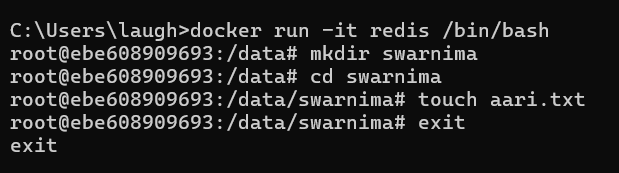 C:\Users\laugh>docker run -it redis /bin/bash
root@ebe608909693:/data# mkdir swarnima
root@ebe608909693:/data# cd swarnima
root@ebe608909693:/data/swarnima# touch aari.txt
root@ebe608909693:/data/swarnima# exit
exit